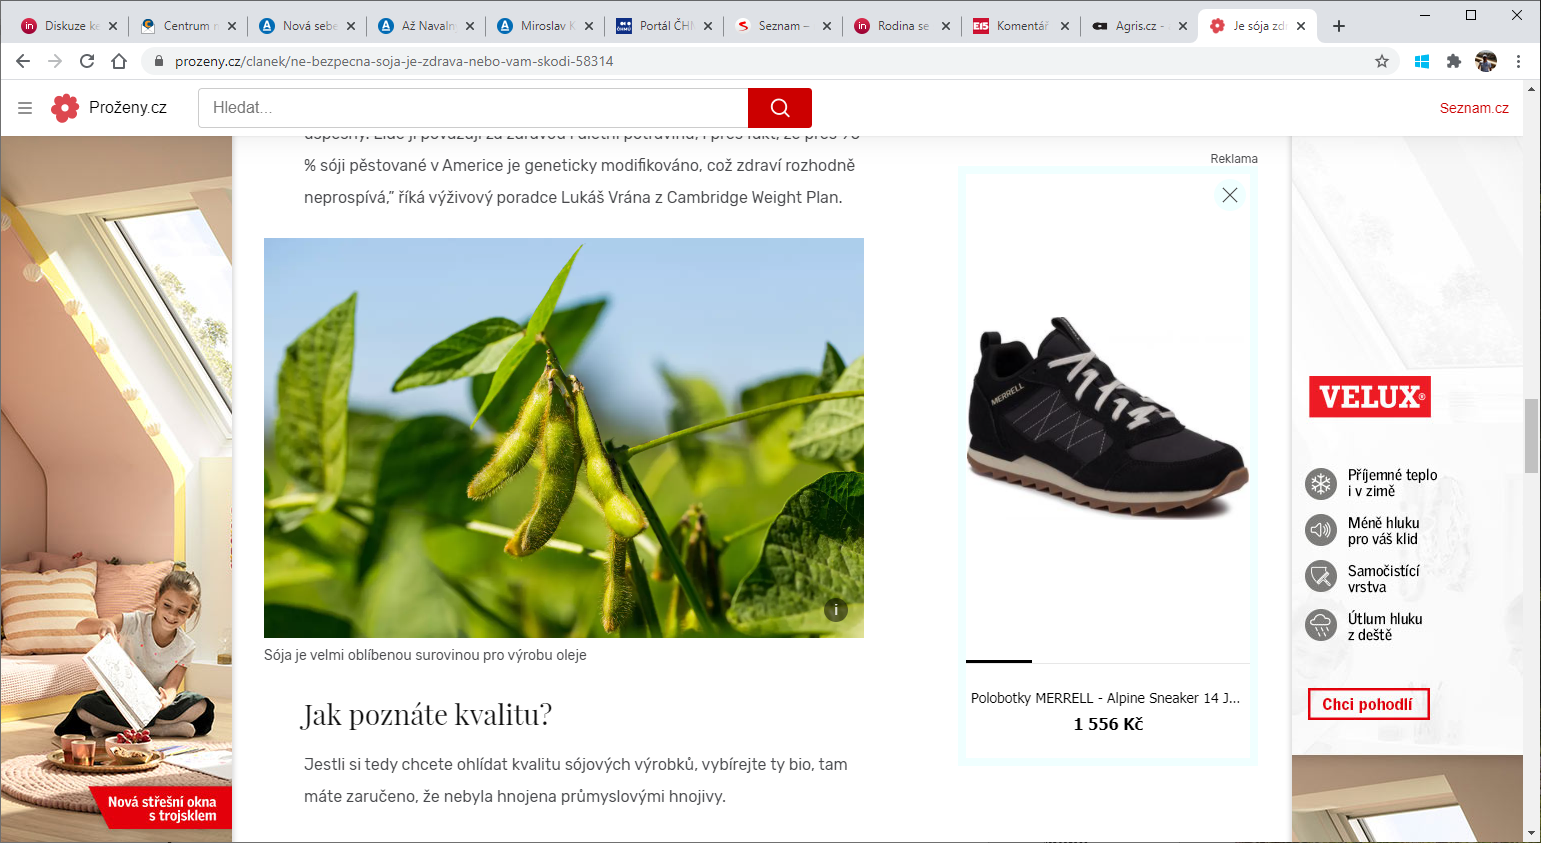 Diskuze ke
Centrum n
Nová sebe
Až Navaln
Miroslav K
Portál ČHM
Seznam –
Rodina se
E15 Komentář
Agris.cz -
Je sója zdr
prozeny.cz/clanek/ne-bezpecna-soja-je-zdrava-nebo-vam-skodi-58314
Proženy.cz
Hledat...
Seznam.cz
% sóji pěstované v Americe je geneticky modifikováno, což zdraví rozhodně
neprospívá,” říká výživový poradce Lukáš Vrána z Cambridge Weight Plan.
Sója je velmi oblíbenou surovinou pro výrobu oleje
Jak poznáte kvalitu?
Jestli si tedy chcete ohlídat kvalitu sójových výrobků, vybírejte ty bio, tam
máte zaručeno, že nebyla hnojena průmyslovými hnojivy.
Reklama
MERRELL
Polobotky MERRELL - Alpine Sneaker 14 J...
1 556 Kč
VELUX®
Příjemné teplo
i v zimě
Méně hluku
pro váš klid
Samočistící
vrstva
Útlum hluku
z deště
Chci pohodlí
Nová střešní okna
s trojsklem